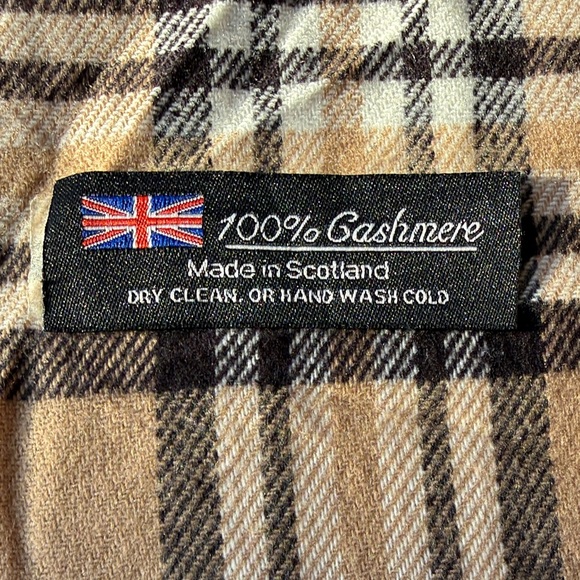 100% Cashmere
Made in Scotland
DRY CLEAN. OR HAND WASH COLD